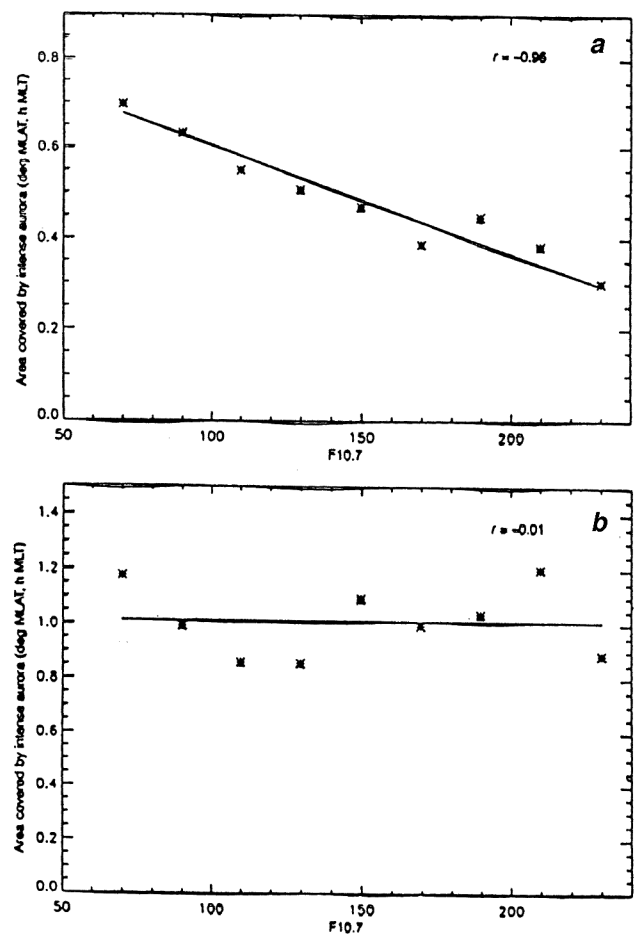 a
r = -0.96
0.8
0.6
0.4
0.2
0.0
Area covered by intense aurora (deg MLAT, h MLT)
50 100 150 200
F10.7
b
r = -0.01
1.4
1.2
1.0
0.8
0.6
0.4
0.2
0.0
Area covered by intense aurora (deg MLAT, h MLT)
50 100 150 200
F10.7